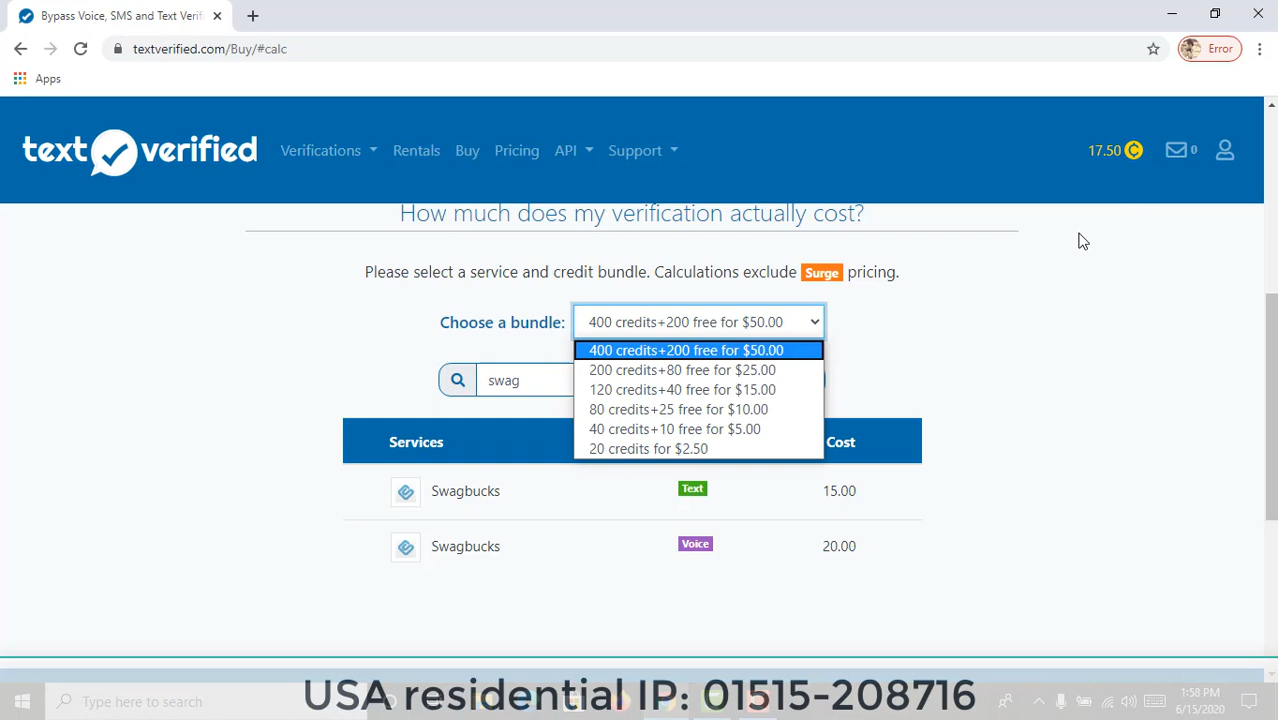 Bypass Voice, SMS and Text Verifi
textverified.com/Buy/#calc
Error
Apps
text verified
Verifications
Rentals
Buy
Pricing
API
Support
17.50
0
How much does my verification actually cost?
Please select a service and credit bundle. Calculations exclude Surge pricing.
Choose a bundle:
400 credits+200 free for $50.00
400 credits+200 free for $50.00
200 credits+80 free for $25.00
120 credits+40 free for $15.00
80 credits+25 free for $10.00
40 credits+10 free for $5.00
20 credits for $2.50
swag
Services
Cost
Swagbucks
Text
15.00
Swagbucks
Voice
20.00
Type here to search
USA residential IP: 01515-208716
1:58 PM
6/15/2020